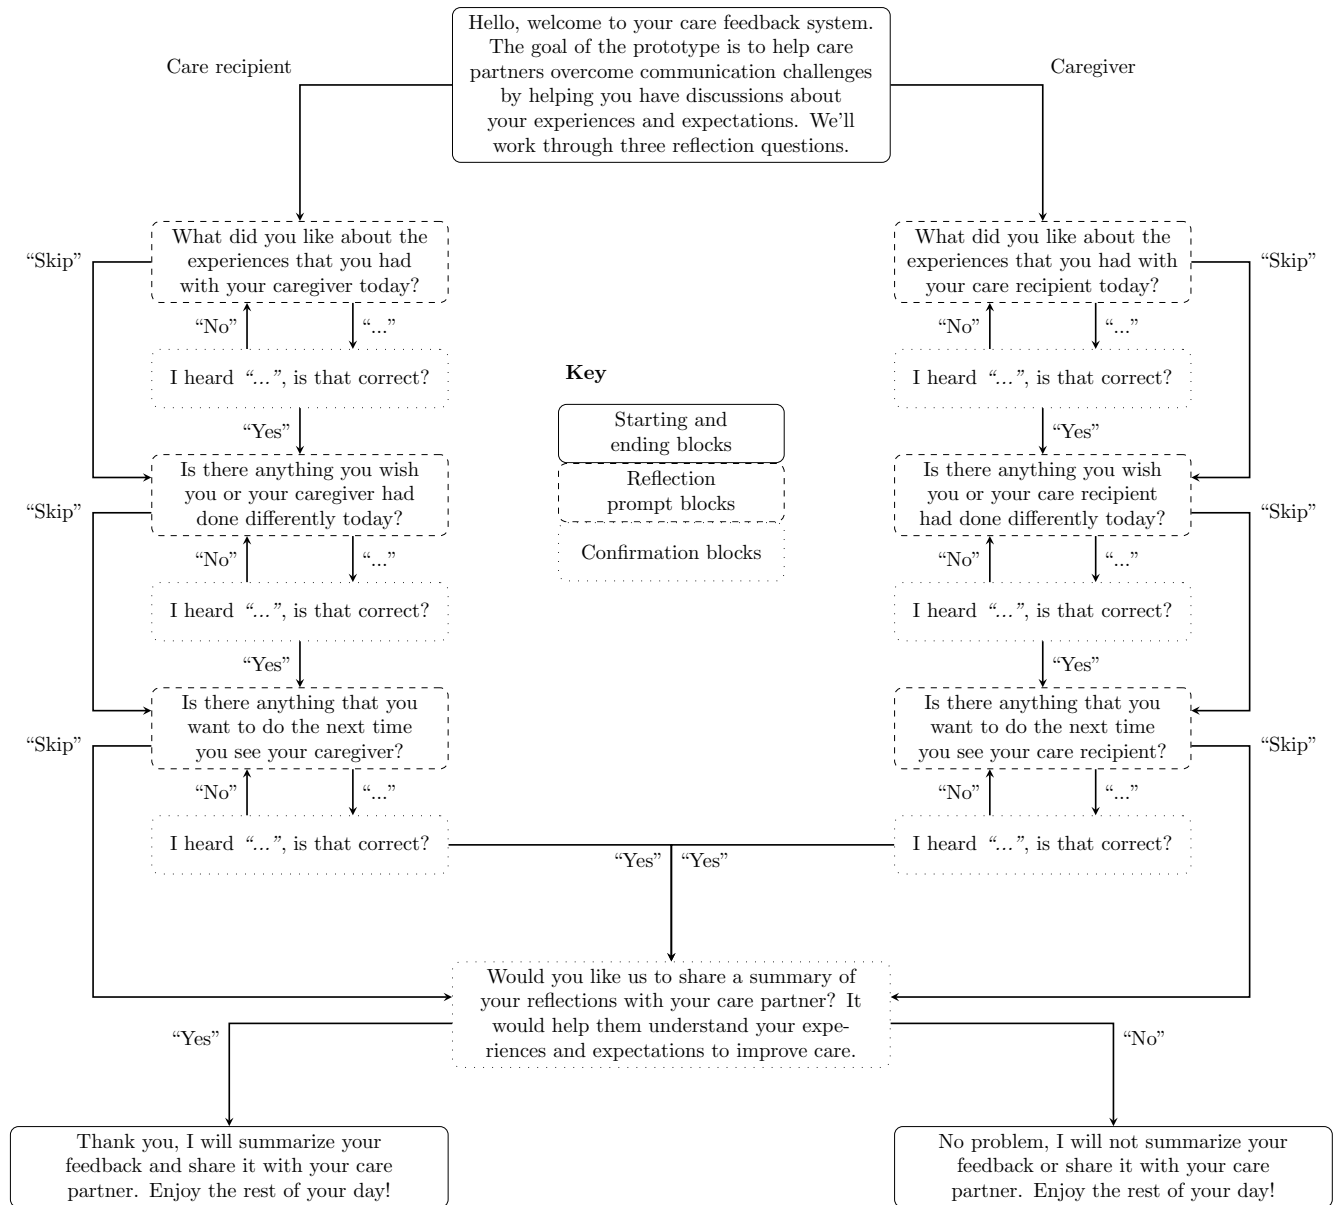 Hello, welcome to your care feedback system.
The goal of the prototype is to help care
partners overcome communication challenges
by helping you have discussions about
your experiences and expectations. We'll
work through three reflection questions.
Care recipient
Caregiver
What did you like about the
experiences that you had
with your caregiver today?
“Skip”
“No”
“...”
I heard “...”, is that correct?
“Yes”
Is there anything you wish
you or your caregiver had
done differently today?
“Skip”
“No”
“...”
I heard “...”, is that correct?
“Yes”
Is there anything that you
want to do the next time
you see your caregiver?
“Skip”
“No”
“...”
I heard “...”, is that correct?
“Yes”
Key
Starting and
ending blocks
Reflection
prompt blocks
Confirmation blocks
What did you like about the
experiences that you had with
your care recipient today?
“Skip”
“No”
“...”
I heard “...”, is that correct?
“Yes”
Is there anything you wish
you or your care recipient
had done differently today?
“Skip”
“No”
“...”
I heard “...”, is that correct?
“Yes”
Is there anything that you
want to do the next time
you see your care recipient?
“Skip”
“No”
“...”
I heard “...”, is that correct?
“Yes”
Would you like us to share a summary of
your reflections with your care partner? It
would help them understand your expe-
riences and expectations to improve care.
“Yes”
“No”
Thank you, I will summarize your
feedback and share it with your care
partner. Enjoy the rest of your day!
No problem, I will not summarize your
feedback or share it with your care
partner. Enjoy the rest of your day!